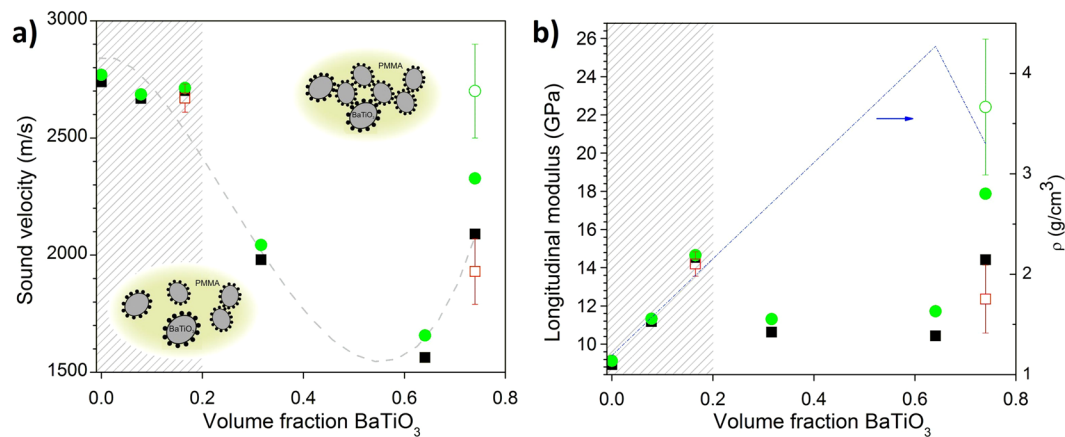 a)
3000
2500
2000
1500
Sound velocity (m/s)
PMMA
BaTiO₃
PMMA
BaTiO₃
0.0
0.2
0.4
0.6
0.8
Volume fraction BaTiO₃
b)
26
24
22
20
18
16
14
12
10
Longitudinal modulus (GPa)
4
3
2
1
ρ (g/cm³)
0.0
0.2
0.4
0.6
0.8
Volume fraction BaTiO₃